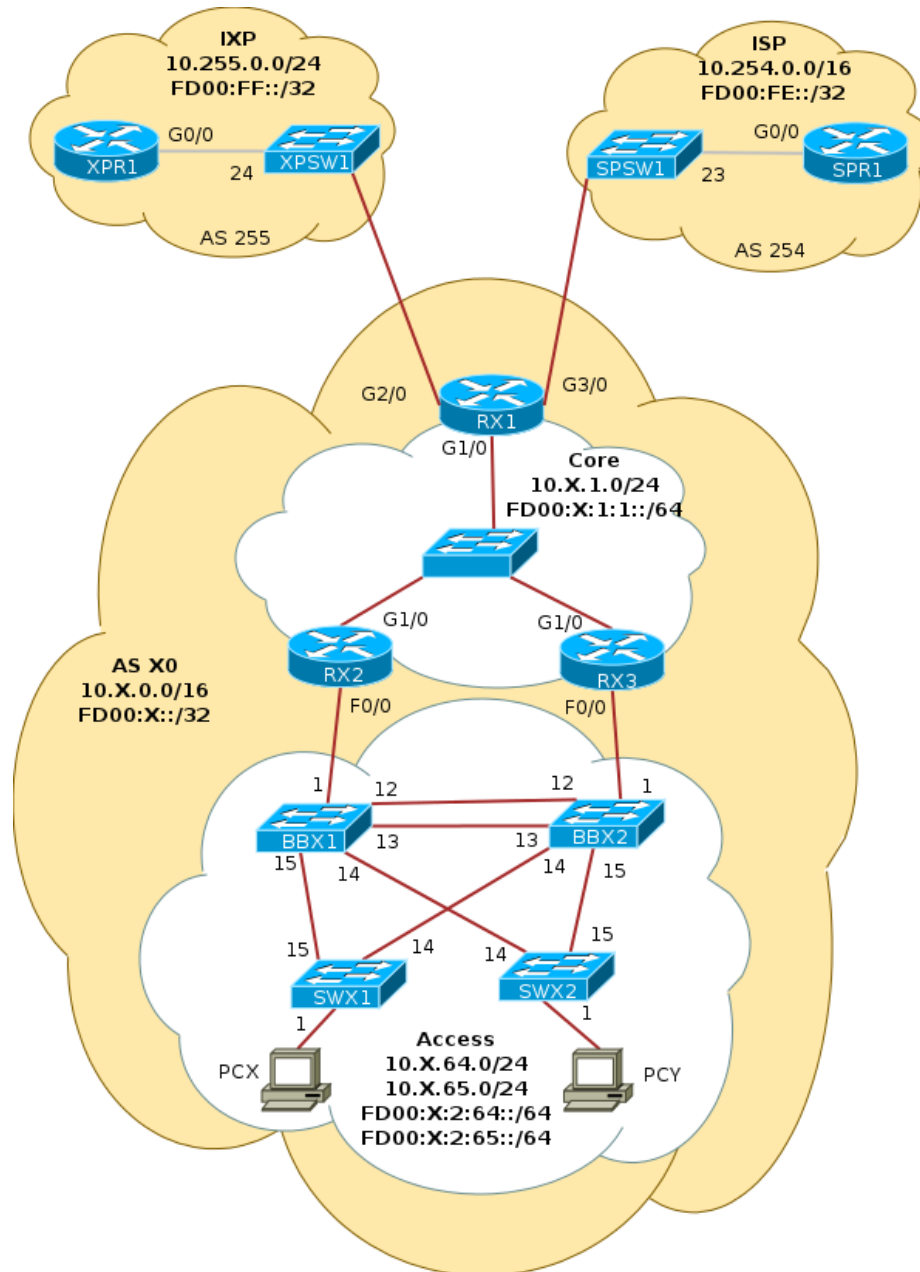 IXP
10.255.0.0/24
FD00:FF::/32
G0/0
XPR1
24
XPSW1
AS 255
ISP
10.254.0.0/16
FD00:FE::/32
G0/0
SPSW1
23
SPR1
AS 254
G2/0
G3/0
RX1
G1/0
Core
10.X.1.0/24
FD00:X:1:1::/64
G1/0
G1/0
RX2
RX3
AS X0
10.X.0.0/16
FD00:X::/32
F0/0
F0/0
1
12
12
1
BBX1
BBX2
13
13
15
14
14
15
15
14
14
15
SWX1
SWX2
1
1
PCX
PCY
Access
10.X.64.0/24
10.X.65.0/24
FD00:X:2:64::/64
FD00:X:2:65::/64